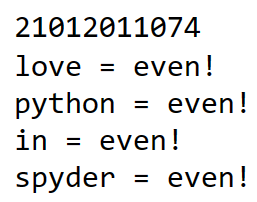 21012011074
love = even!
python = even!
in = even!
spyder = even!